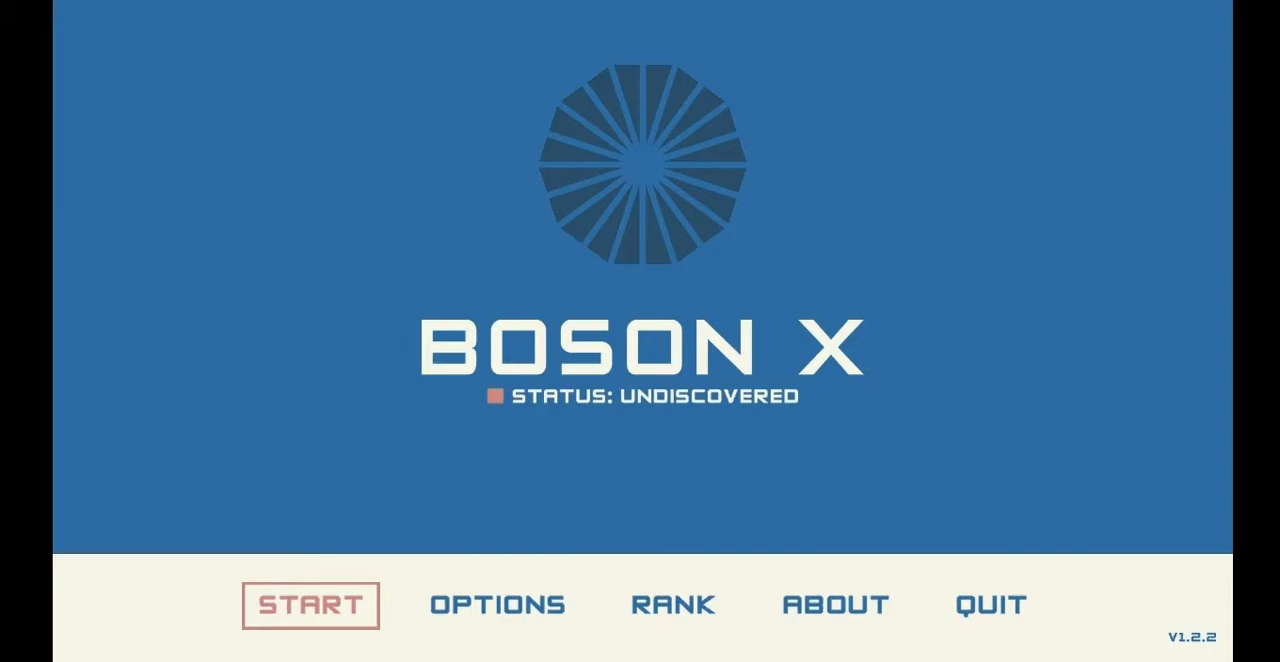 BOSON X
STATUS: UNDISCOVERED
START OPTIONS RANK ABOUT QUIT
V1.2.2